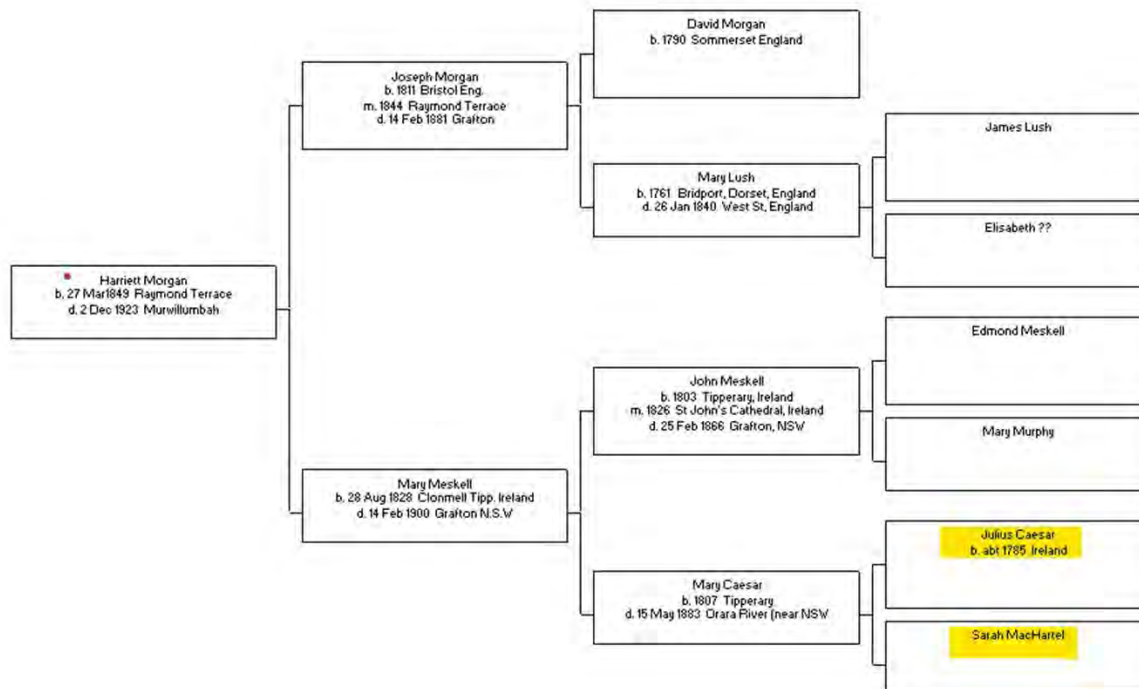 David Morgan
b. 1790 Sommerset England
Joseph Morgan
b. 1811 Bristol Eng.
m. 1844 Raymond Terrace
d. 14 Feb 1881 Grafton
James Lush
Mary Lush
b. 1761 Bridport, Dorset, England
d. 26 Jan 1840 West St, England
Elisabeth ??
Harriett Morgan
b. 27 Mar1849 Raymond Terrace
d. 2 Dec 1923 Murwillumbah
Edmond Meskell
John Meskell
b. 1803 Tipperary, Ireland
m. 1826 St John's Cathedral, Ireland
d. 25 Feb 1866 Grafton, NSW
Mary Murphy
Mary Meskell
b. 28 Aug 1828 Clonmell Tipp. Ireland
d. 14 Feb 1900 Grafton N.S.W
Julius Caesar
b. abt 1785 Ireland
Mary Caesar
b. 1807 Tipperary
d. 15 May 1883 Orara River (near NSW
Sarah MacHartel